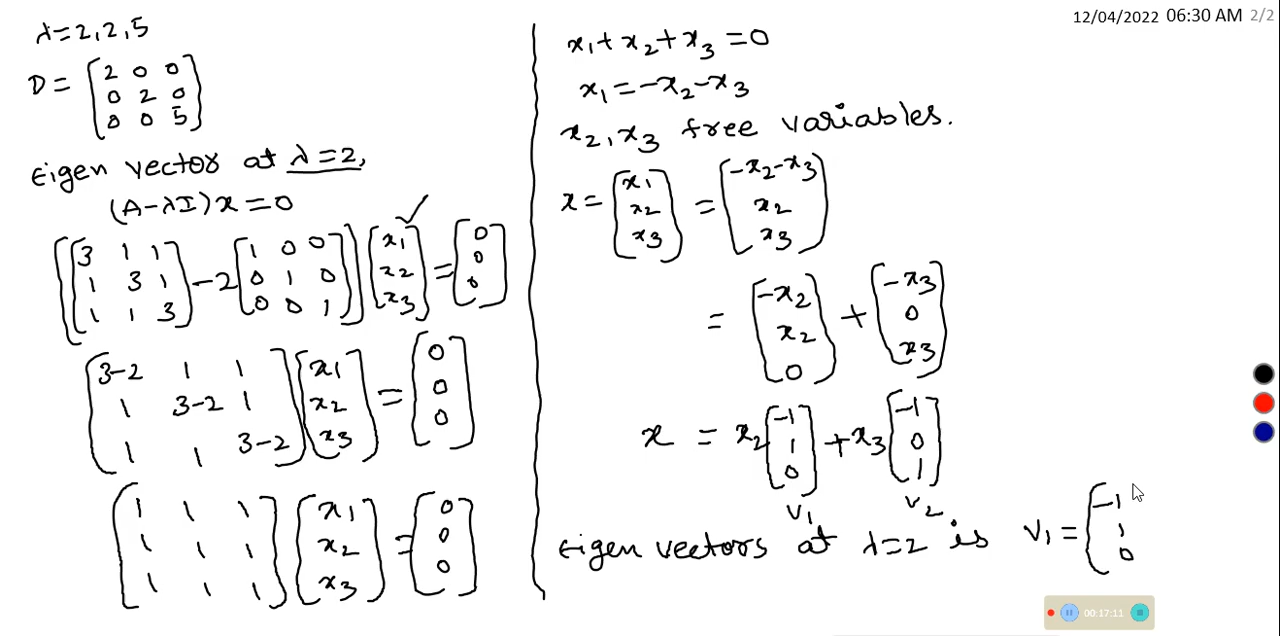 12/04/2022 06:30 AM 2/2
λ=2,2,5
D = [2 0 0
0 2 0
0 0 5]
Eigen vector at λ=2,
(A-λI)x=0
([3 1 1; 1 3 1; 1 1 3] -2 [1 0 0; 0 1 0; 0 0 1]) [x1; x2; x3] = [0; 0; 0]
[3-2 1 1; 1 3-2 1; 1 1 3-2] [x1; x2; x3] = [0; 0; 0]
[1 1 1; 1 1 1; 1 1 1] [x1; x2; x3] = [0; 0; 0]
x1+x2+x3=0
x1=-x2-x3
x2,x3 free variables.
x = [x1; x2; x3] = [-x2-x3; x2; x3]
= [-x2; x2; 0] + [-x3; 0; x3]
x = x2 [-1; 1; 0] + x3 [-1; 0; 1]
v1 v2
Eigen vectors at λ=2 is v1 = [-1; 1; 0
00:17:11